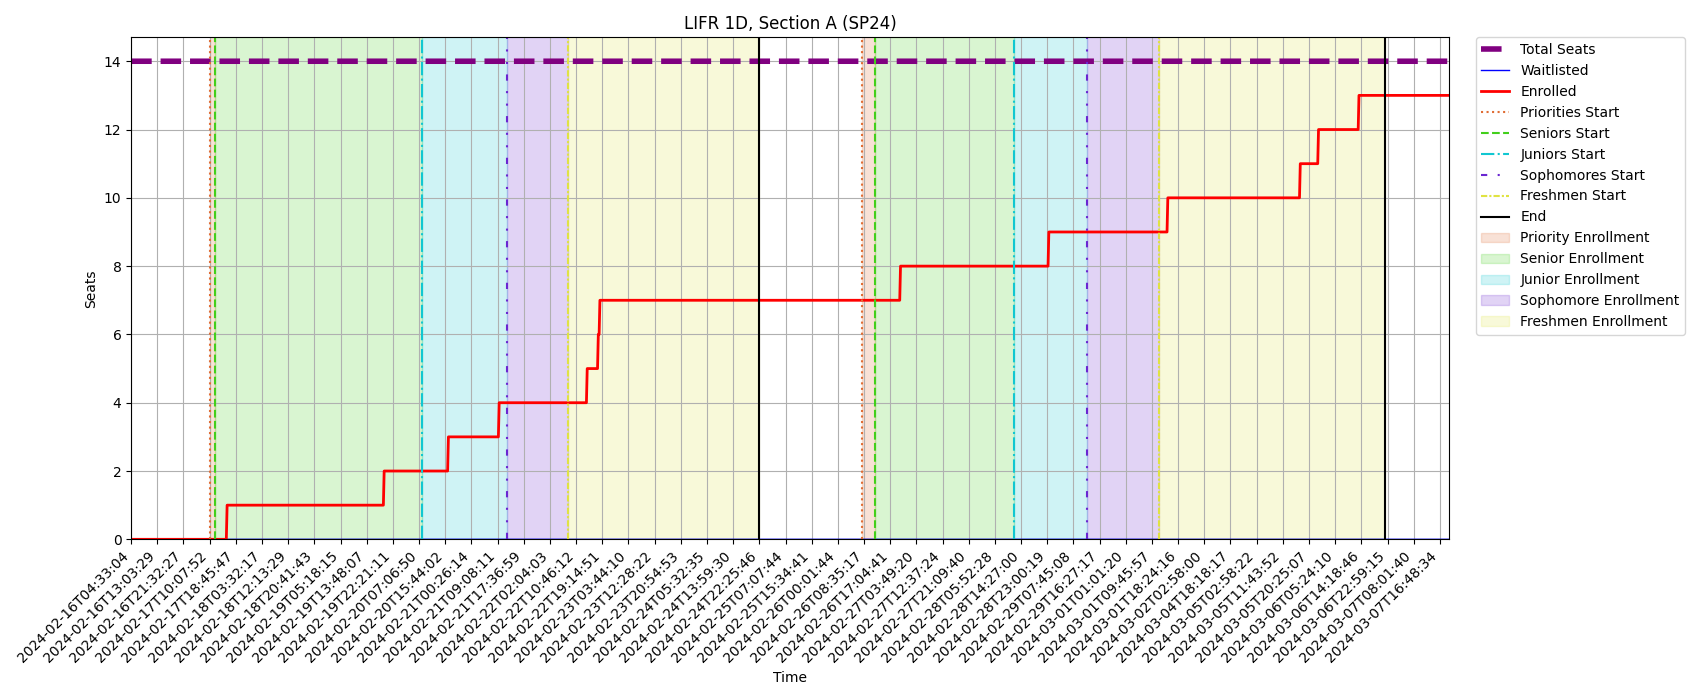 LIFR 1D, Section A (SP24)
14
12
10
8
6
4
2
0
Seats
2024-02-16T04:33:04
2024-02-16T13:03:29
2024-02-16T21:32:27
2024-02-17T10:07:52
2024-02-17T18:45:47
2024-02-18T03:32:17
2024-02-18T12:13:29
2024-02-18T20:41:43
2024-02-19T05:18:15
2024-02-19T13:48:07
2024-02-19T22:21:11
2024-02-20T07:06:50
2024-02-20T15:44:02
2024-02-21T00:26:14
2024-02-21T09:08:11
2024-02-21T17:36:59
2024-02-22T02:04:03
2024-02-22T10:46:12
2024-02-22T19:14:51
2024-02-23T03:44:10
2024-02-23T12:28:22
2024-02-23T20:54:53
2024-02-24T05:32:35
2024-02-24T13:59:30
2024-02-24T22:25:46
2024-02-25T07:07:44
2024-02-25T15:34:41
2024-02-26T00:01:44
2024-02-26T08:35:17
2024-02-26T17:04:41
2024-02-27T03:49:20
2024-02-27T12:37:24
2024-02-27T21:09:40
2024-02-28T05:52:28
2024-02-28T14:27:00
2024-02-28T23:00:19
2024-02-29T07:45:08
2024-02-29T16:27:17
2024-03-01T01:01:20
2024-03-01T09:45:57
2024-03-01T18:24:16
2024-03-02T02:58:00
2024-03-04T18:18:17
2024-03-05T02:58:22
2024-03-05T11:43:52
2024-03-05T20:25:07
2024-03-06T05:24:10
2024-03-06T14:18:46
2024-03-06T22:59:15
2024-03-07T08:01:40
2024-03-07T16:48:34
Time
Total Seats
Waitlisted
Enrolled
Priorities Start
Seniors Start
Juniors Start
Sophomores Start
Freshmen Start
End
Priority Enrollment
Senior Enrollment
Junior Enrollment
Sophomore Enrollment
Freshmen Enrollment